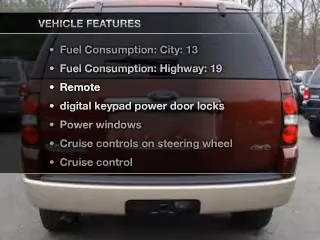 VEHICLE FEATURES
Fuel Consumption: City: 13
Fuel Consumption: Highway: 19
Remote
digital keypad power door locks
Power windows
Cruise controls on steering wheel
Cruise control